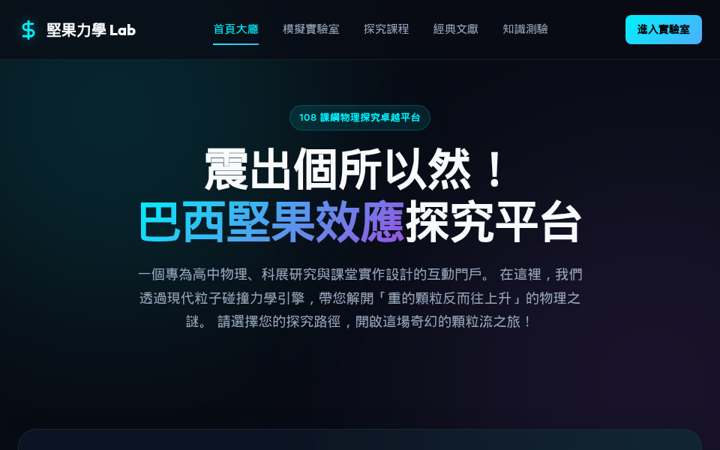 堅果力學 Lab
首頁大廳
模擬實驗室
探究課程
經典文獻
知識測驗
進入實驗室
108 課綱物理探究卓越平台
震出個所以然！
巴西堅果效應探究平台
一個專為高中物理、科展研究與課堂實作設計的互動門戶。 在這裡，我們
透過現代粒子碰撞力學引擎，帶您解開「重的顆粒反而往上升」的物理之
謎。 請選擇您的探究路徑，開啟這場奇幻的顆粒流之旅！